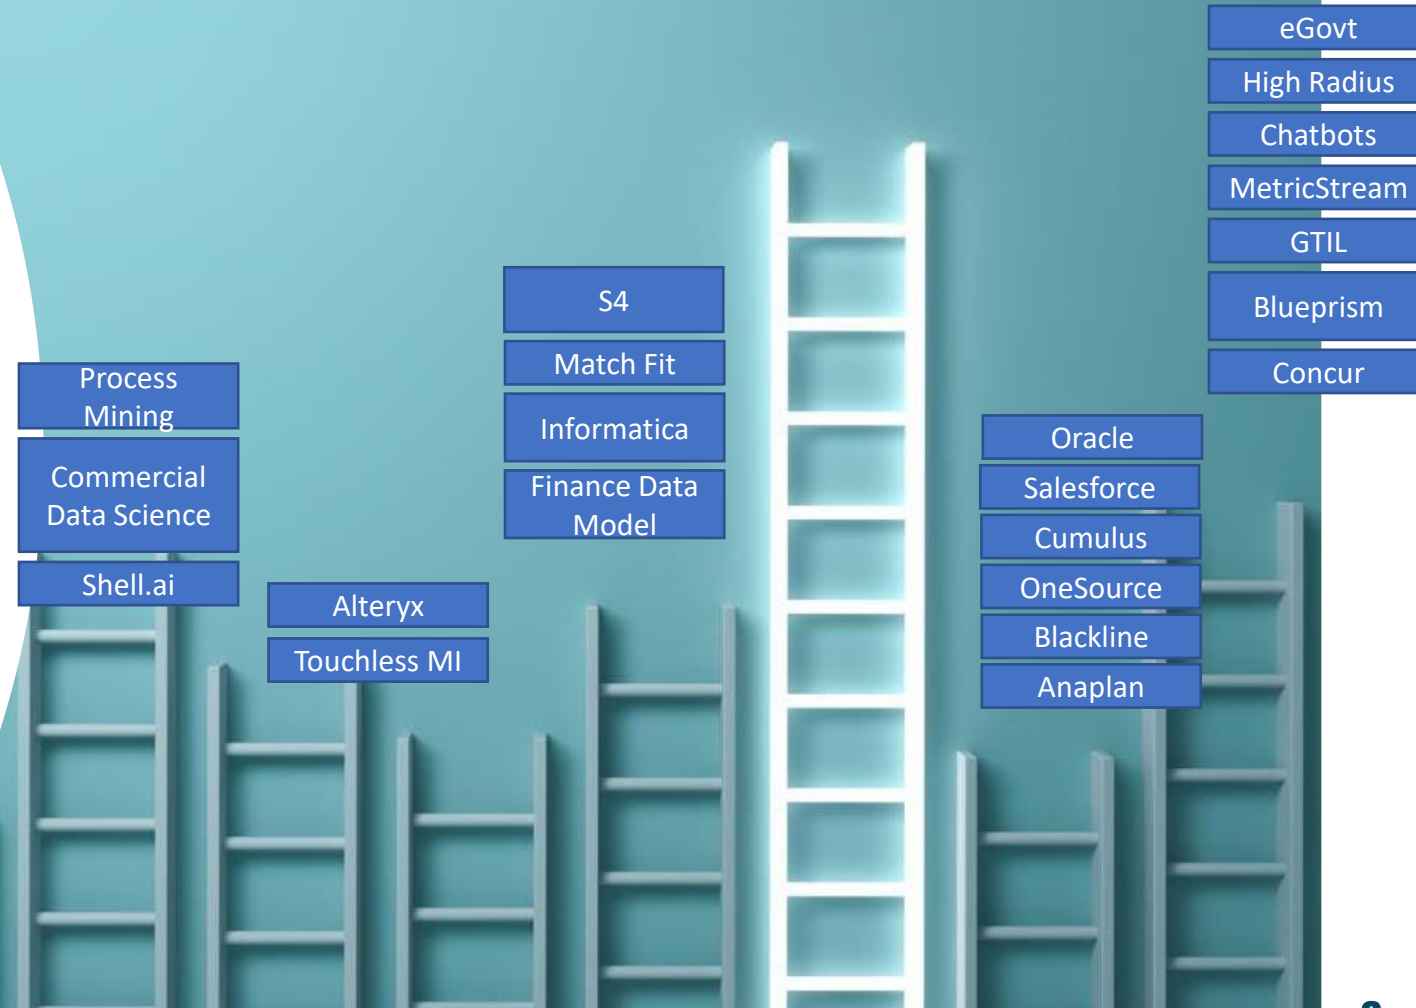 eGovt
High Radius
Chatbots
MetricStream
GTIL
Blueprism
Concur
S4
Match Fit
Informatica
Finance Data
Model
Process
Mining
Commercial
Data Science
Shell.ai
Oracle
Salesforce
Cumulus
OneSource
Blackline
Anaplan
Alteryx
Touchless MI